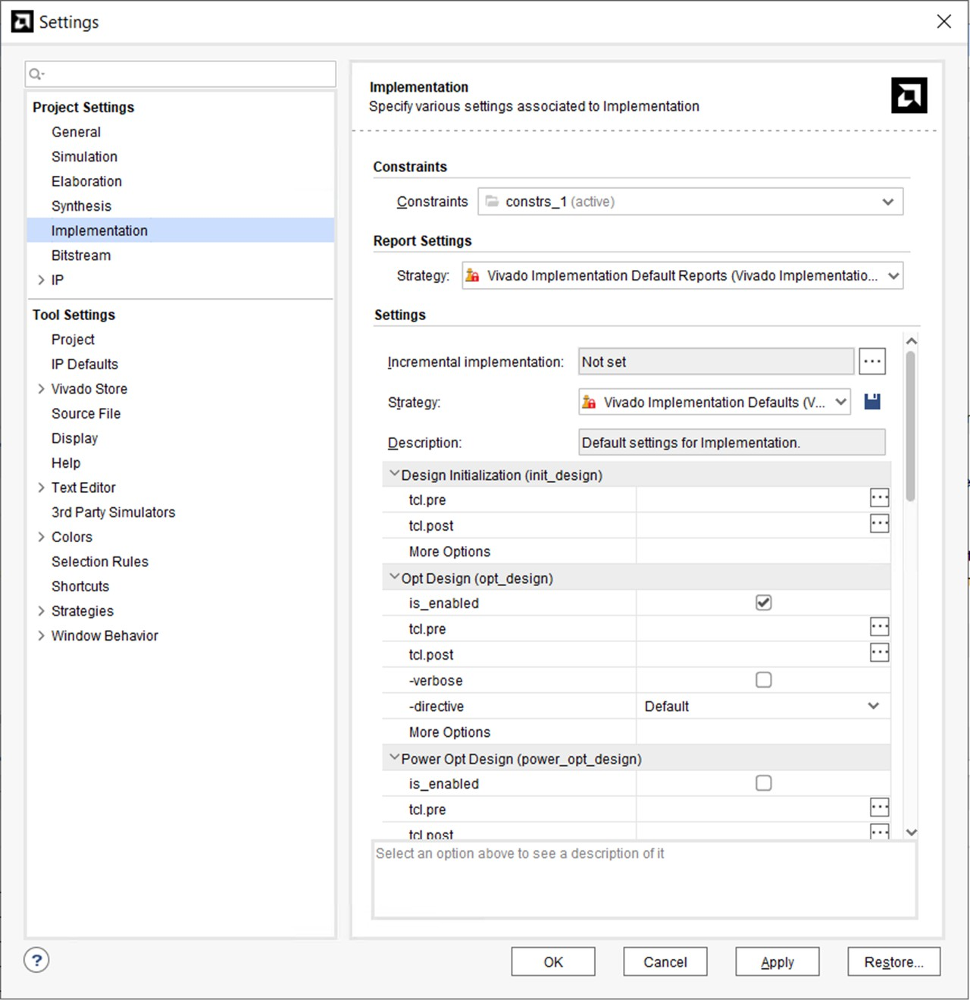 Settings
Project Settings
General
Simulation
Elaboration
Synthesis
Implementation
Bitstream
IP
Tool Settings
Project
IP Defaults
Vivado Store
Source File
Display
Help
Text Editor
3rd Party Simulators
Colors
Selection Rules
Shortcuts
Strategies
Window Behavior
Implementation
Specify various settings associated to Implementation
Constraints
Constraints constrs_1 (active)
Report Settings
Strategy: Vivado Implementation Default Reports (Vivado Implementatio...
Settings
Incremental implementation: Not set
Strategy: Vivado Implementation Defaults (V...
Description: Default settings for Implementation.
Design Initialization (init_design)
tcl.pre
tcl.post
More Options
Opt Design (opt_design)
is_enabled
tcl.pre
tcl.post
-verbose
-directive Default
More Options
Power Opt Design (power_opt_design)
is_enabled
tcl.pre
tcl.post
Select an option above to see a description of it
? OK Cancel Apply Restore...